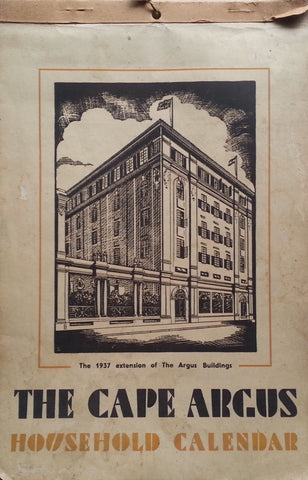 The 1937 extension of The Argus Buildings
THE CAPE ARGUS
HOUSEHOLD CALENDAR